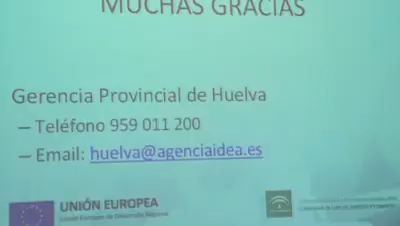 MUCHAS GRACIAS
Gerencia Provincial de Huelva
– Teléfono 959 011 200
– Email: huelva@agenciaidea.es
UNIÓN EUROPEA